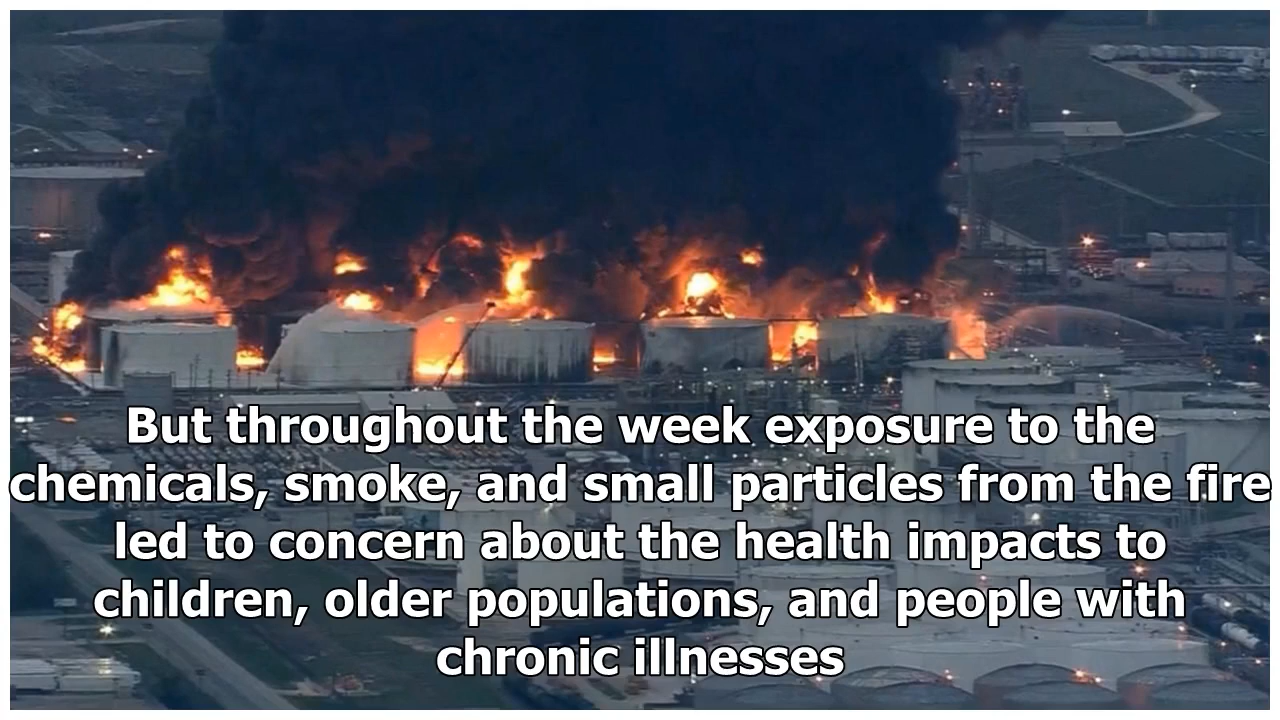 But throughout the week exposure to the
chemicals, smoke, and small particles from the fire
led to concern about the health impacts to
children, older populations, and people with
chronic illnesses